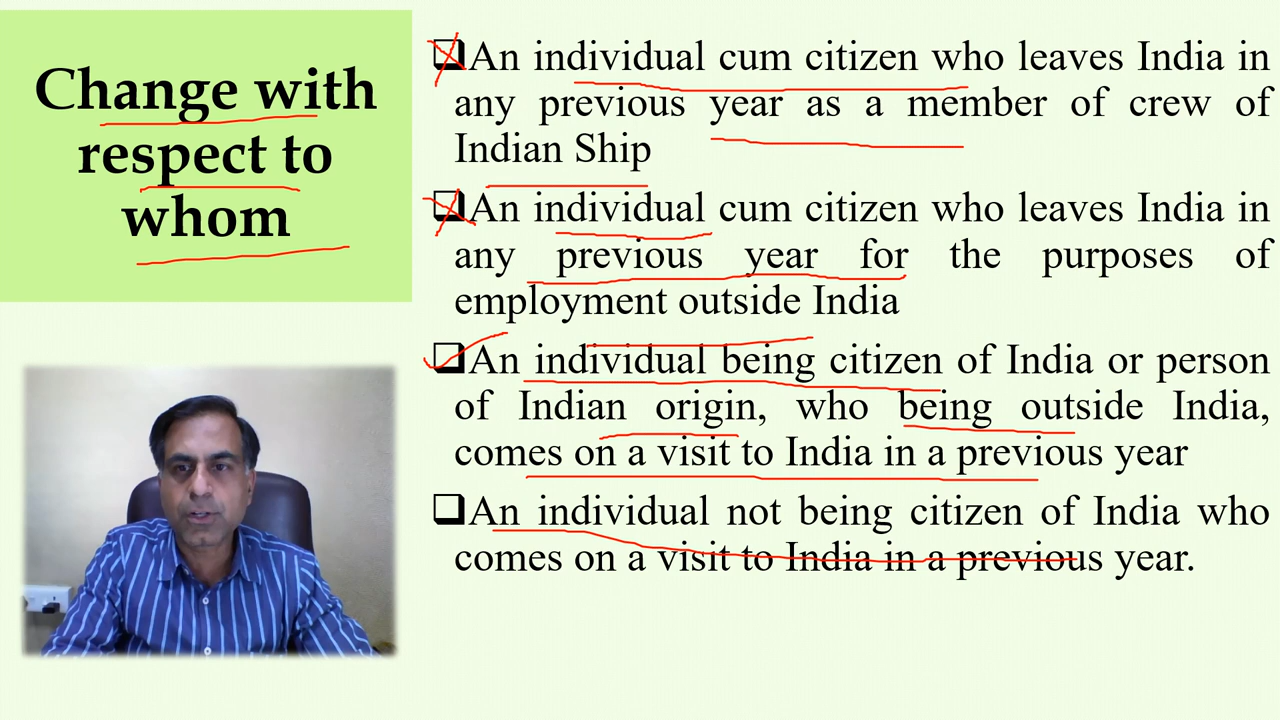 Change with
respect to
whom
An individual cum citizen who leaves India in
any previous year as a member of crew of
Indian Ship
An individual cum citizen who leaves India in
any previous year for the purposes of
employment outside India
An individual being citizen of India or person
of Indian origin, who being outside India,
comes on a visit to India in a previous year
An individual not being citizen of India who
comes on a visit to India in a previous year.